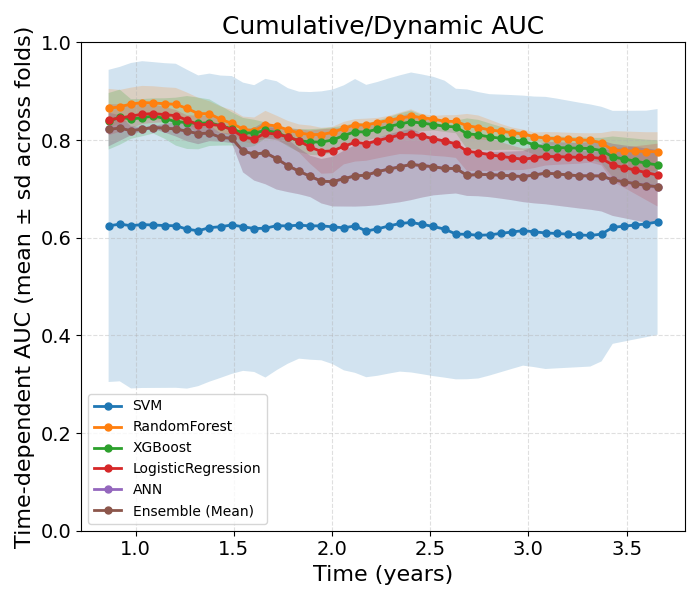 Cumulative/Dynamic AUC
Time-dependent AUC (mean ± sd across folds)
1.0
0.8
0.6
0.4
0.2
0.0
SVM
RandomForest
XGBoost
LogisticRegression
ANN
Ensemble (Mean)
1.0 1.5 2.0 2.5 3.0 3.5
Time (years)